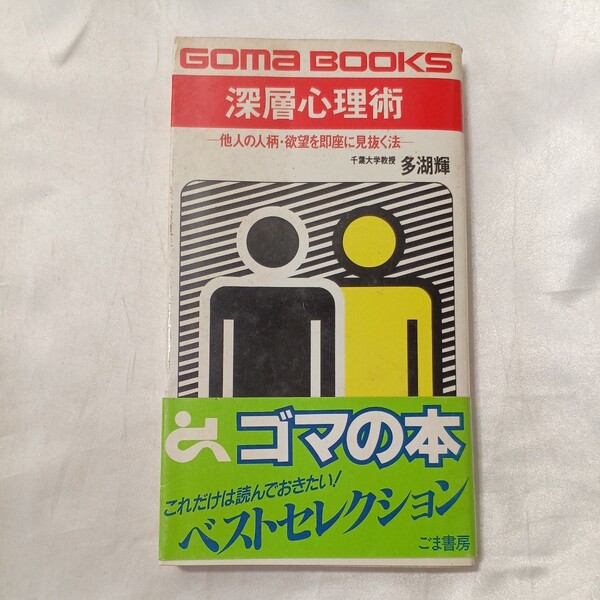 GOMA BOOKS
深層心理術
—他人の人柄・欲望を即座に見抜く法—
千葉大学教授 多湖輝
ゴマの本
これだけは読んでおきたい!
ベストセレクション
ごま書房